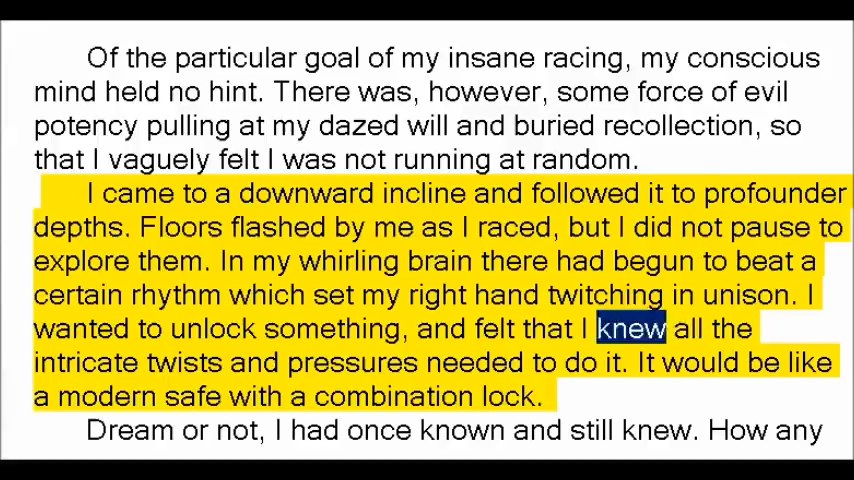 Of the particular goal of my insane racing, my conscious
mind held no hint. There was, however, some force of evil
potency pulling at my dazed will and buried recollection, so
that I vaguely felt I was not running at random.
I came to a downward incline and followed it to profounder
depths. Floors flashed by me as I raced, but I did not pause to
explore them. In my whirling brain there had begun to beat a
certain rhythm which set my right hand twitching in unison. I
wanted to unlock something, and felt that I knew all the
intricate twists and pressures needed to do it. It would be like
a modern safe with a combination lock.
Dream or not, I had once known and still knew. How any